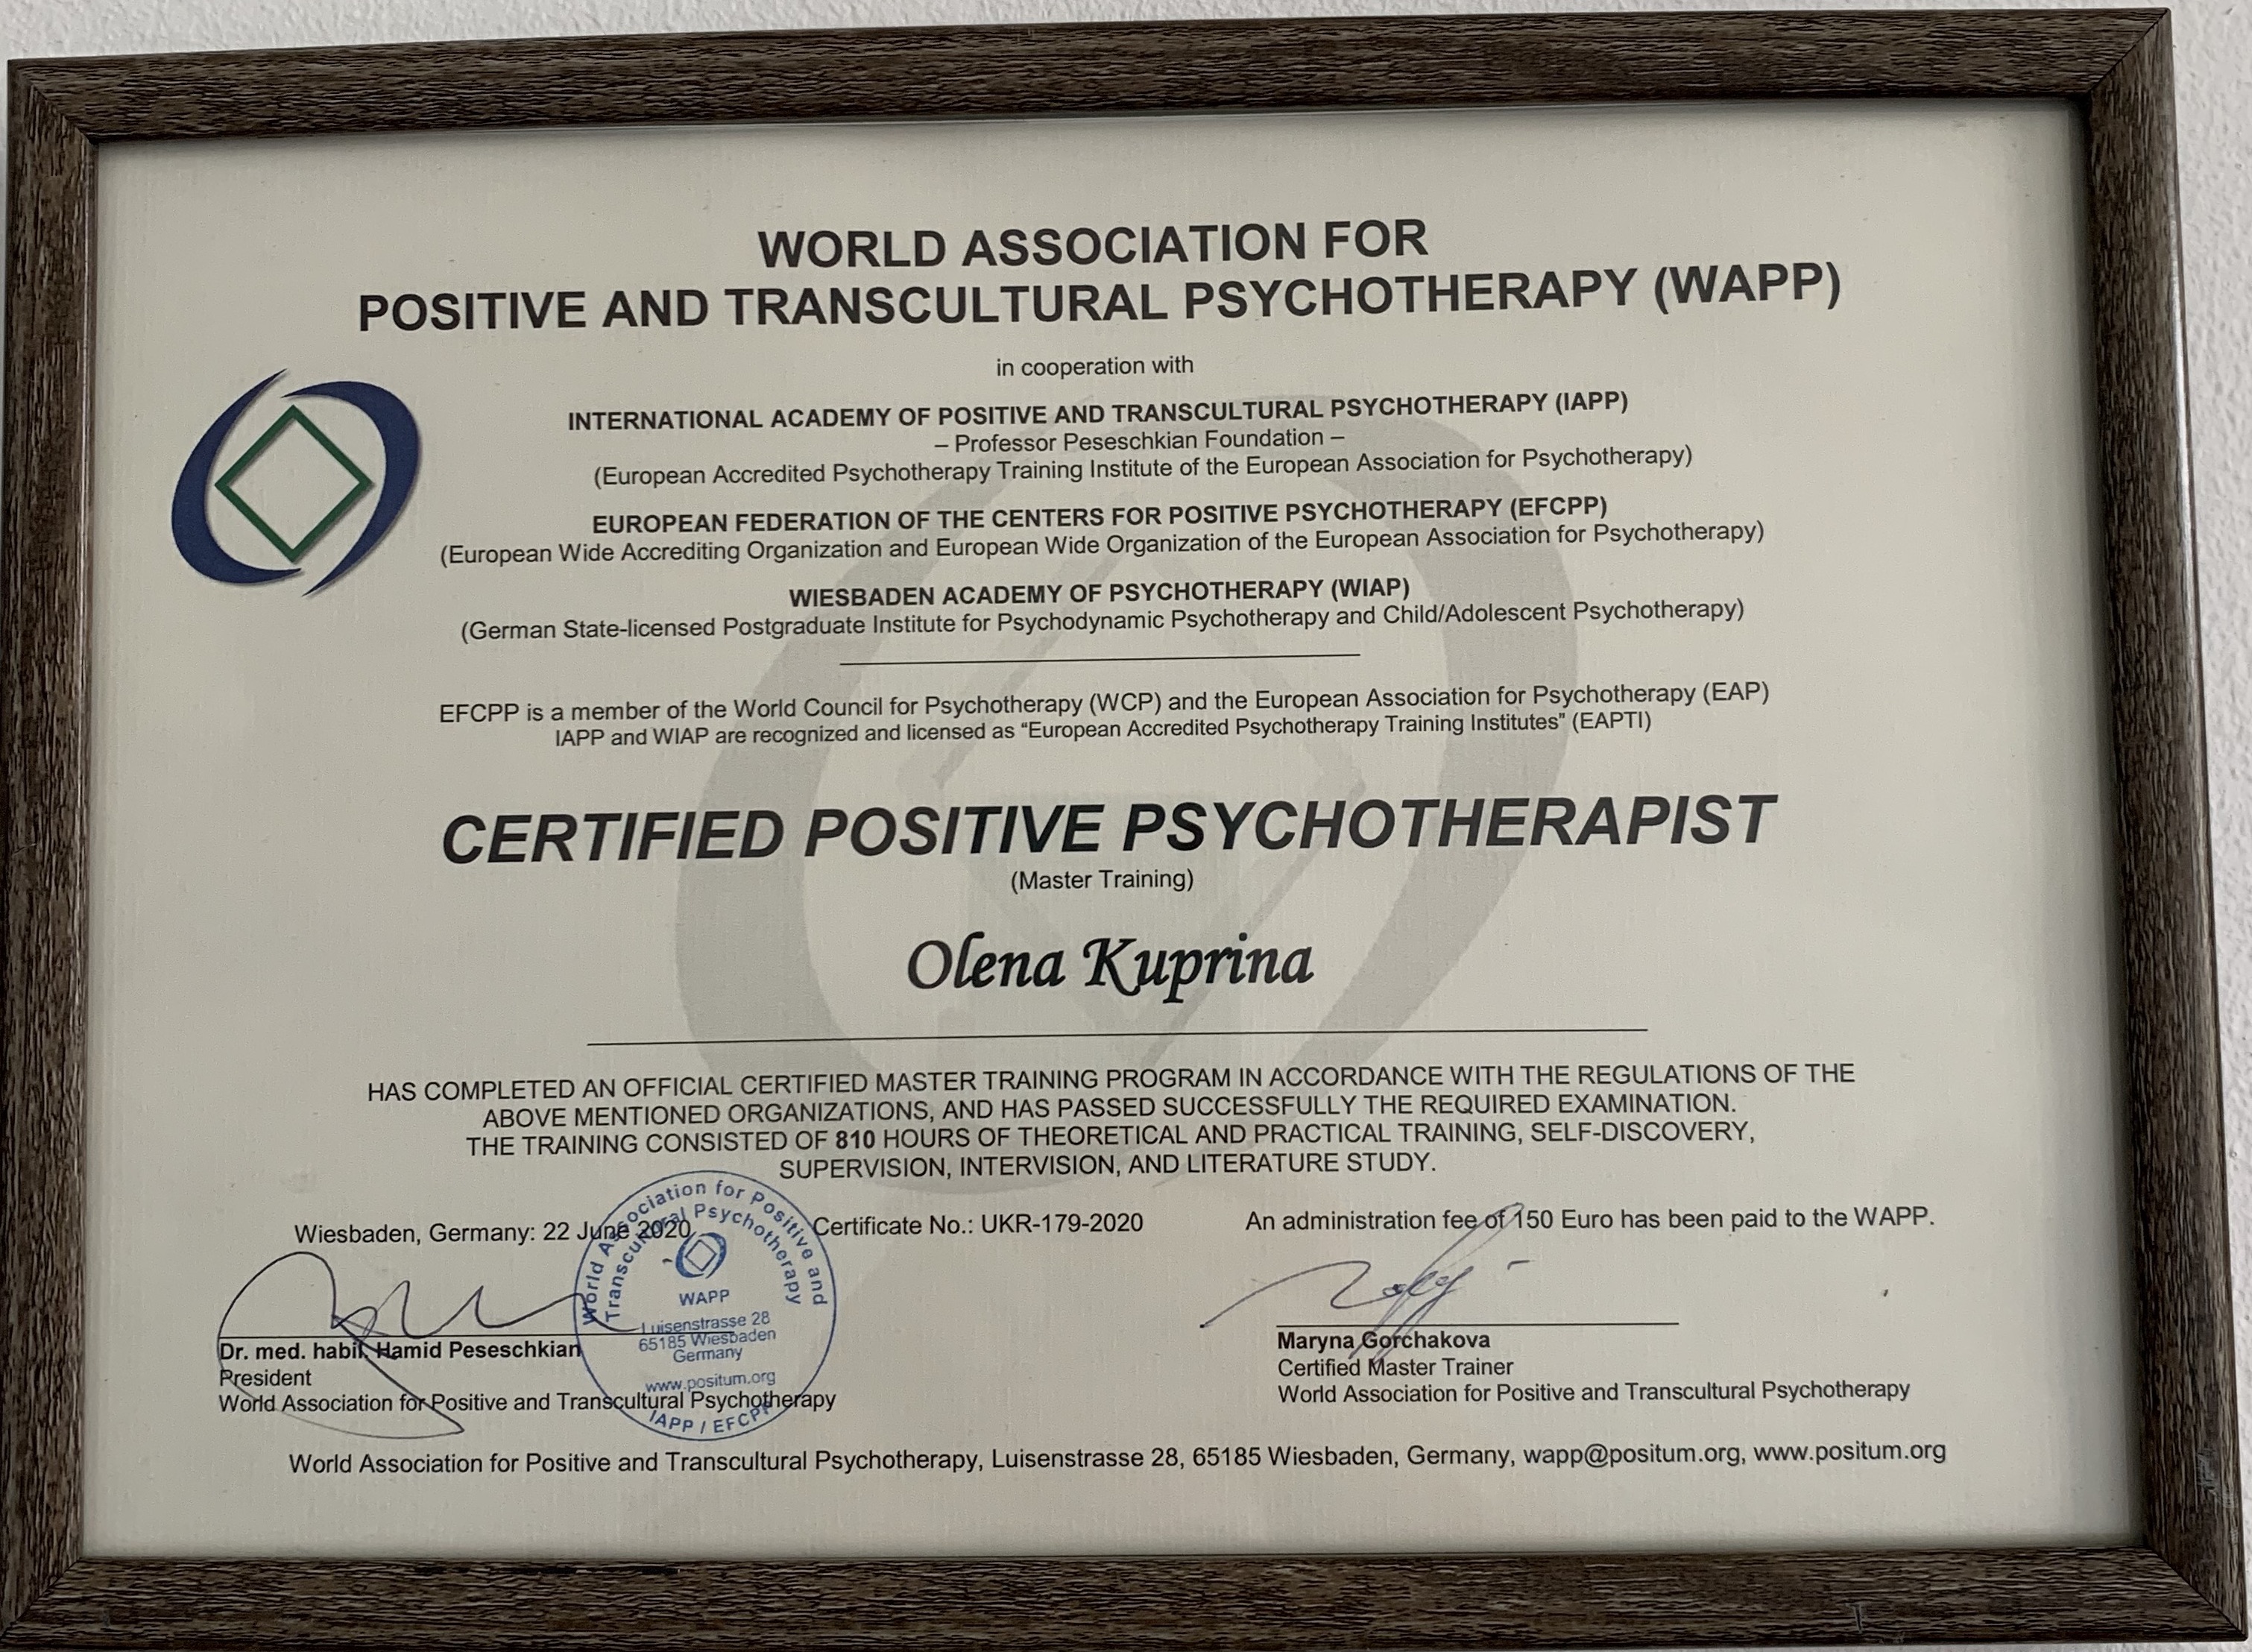 WORLD ASSOCIATION FOR
POSITIVE AND TRANSCULTURAL PSYCHOTHERAPY (WAPP)
in cooperation with
INTERNATIONAL ACADEMY OF POSITIVE AND TRANSCULTURAL PSYCHOTHERAPY (IAPP)
– Professor Peseschkian Foundation –
(European Accredited Psychotherapy Training Institute of the European Association for Psychotherapy)
EUROPEAN FEDERATION OF THE CENTERS FOR POSITIVE PSYCHOTHERAPY (EFCPP)
(European Wide Accrediting Organization and European Wide Organization of the European Association for Psychotherapy)
WIESBADEN ACADEMY OF PSYCHOTHERAPY (WIAP)
(German State-licensed Postgraduate Institute for Psychodynamic Psychotherapy and Child/Adolescent Psychotherapy)
EFCPP is a member of the World Council for Psychotherapy (WCP) and the European Association for Psychotherapy (EAP)
IAPP and WIAP are recognized and licensed as “European Accredited Psychotherapy Training Institutes” (EAPTI)
CERTIFIED POSITIVE PSYCHOTHERAPIST
(Master Training)
Olena Kuprina
HAS COMPLETED AN OFFICIAL CERTIFIED MASTER TRAINING PROGRAM IN ACCORDANCE WITH THE REGULATIONS OF THE
ABOVE MENTIONED ORGANIZATIONS, AND HAS PASSED SUCCESSFULLY THE REQUIRED EXAMINATION.
THE TRAINING CONSISTED OF 810 HOURS OF THEORETICAL AND PRACTICAL TRAINING, SELF-DISCOVERY,
SUPERVISION, INTERVISION, AND LITERATURE STUDY.
Wiesbaden, Germany: 22 June 2020 Certificate No.: UKR-179-2020 An administration fee of 150 Euro has been paid to the WAPP.
World Association for Positive and
Transcultural Psychotherapy
WAPP
Luisenstrasse 28
65185 Wiesbaden
Germany
www.positum.org
IAPP / EFCPP
Dr. med. habil. Hamid Peseschkian
President
World Association for Positive and Transcultural Psychotherapy
Maryna Gorchakova
Certified Master Trainer
World Association for Positive and Transcultural Psychotherapy
World Association for Positive and Transcultural Psychotherapy, Luisenstrasse 28, 65185 Wiesbaden, Germany, wapp@positum.org, www.positum.org